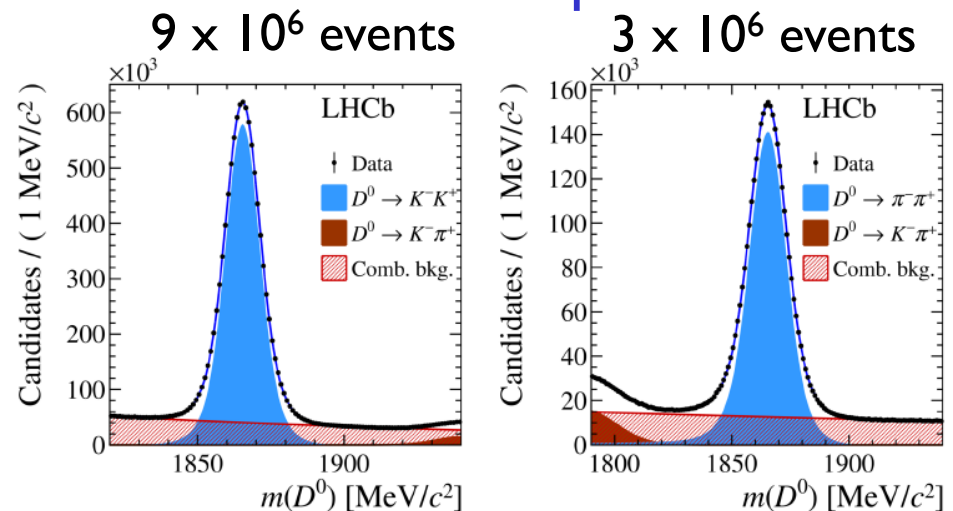 9 x 10⁶ events
×10³
Candidates / ( 1 MeV/c² )
600
500
400
300
200
100
0
LHCb
Data
D⁰ → K⁻K⁺
D⁰ → K⁻π⁺
Comb. bkg.
1850
1900
m(D⁰) [MeV/c²]
3 x 10⁶ events
×10³
Candidates / ( 1 MeV/c² )
160
140
120
100
80
60
40
20
0
LHCb
Data
D⁰ → π⁻π⁺
D⁰ → K⁻π⁺
Comb. bkg.
1800
1850
1900
m(D⁰) [MeV/c²]